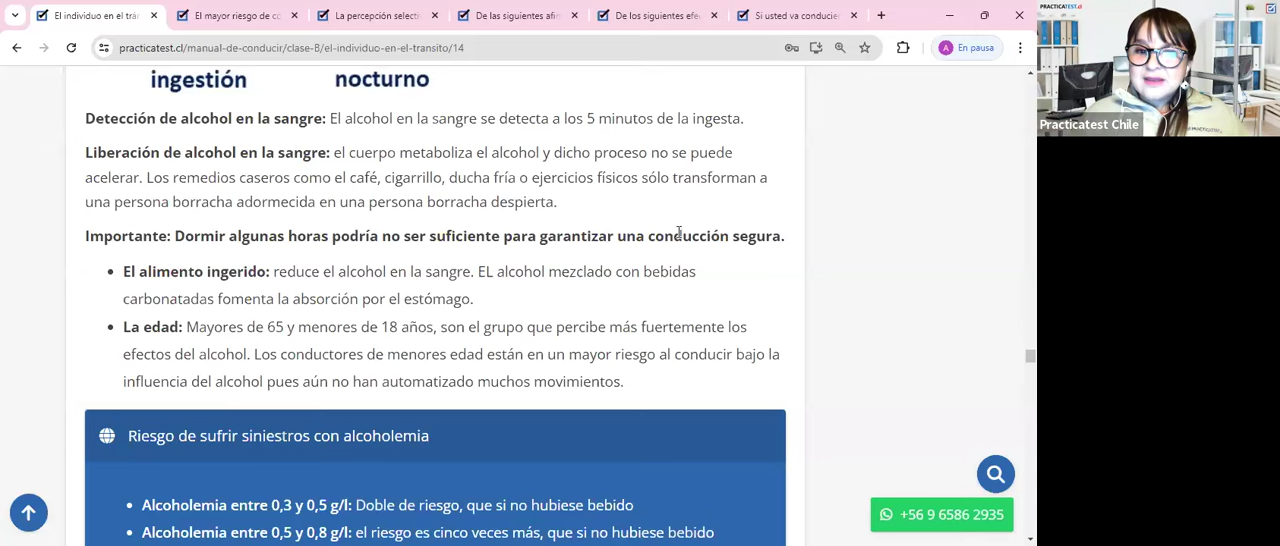 El individuo en el trán
El mayor riesgo de co
La percepción selecti
De las siguientes afin
De los siguientes efe
Si usted va conducie
practicatest.cl/manual-de-conducir/clase-B/el-individuo-en-el-transito/14
A
En pausa
PRACTICATEST.cl
Practicatest Chile
ingestión
nocturno
Detección de alcohol en la sangre: El alcohol en la sangre se detecta a los 5 minutos de la ingesta.
Liberación de alcohol en la sangre: el cuerpo metaboliza el alcohol y dicho proceso no se puede
acelerar. Los remedios caseros como el café, cigarrillo, ducha fría o ejercicios físicos sólo transforman a
una persona borracha adormecida en una persona borracha despierta.
Importante: Dormir algunas horas podría no ser suficiente para garantizar una conducción segura.
El alimento ingerido: reduce el alcohol en la sangre. EL alcohol mezclado con bebidas
carbonatadas fomenta la absorción por el estómago.
La edad: Mayores de 65 y menores de 18 años, son el grupo que percibe más fuertemente los
efectos del alcohol. Los conductores de menores edad están en un mayor riesgo al conducir bajo la
influencia del alcohol pues aún no han automatizado muchos movimientos.
Riesgo de sufrir siniestros con alcoholemia
Alcoholemia entre 0,3 y 0,5 g/l: Doble de riesgo, que si no hubiese bebido
Alcoholemia entre 0,5 y 0,8 g/l: el riesgo es cinco veces más, que si no hubiese bebido
+56 9 6586 2935